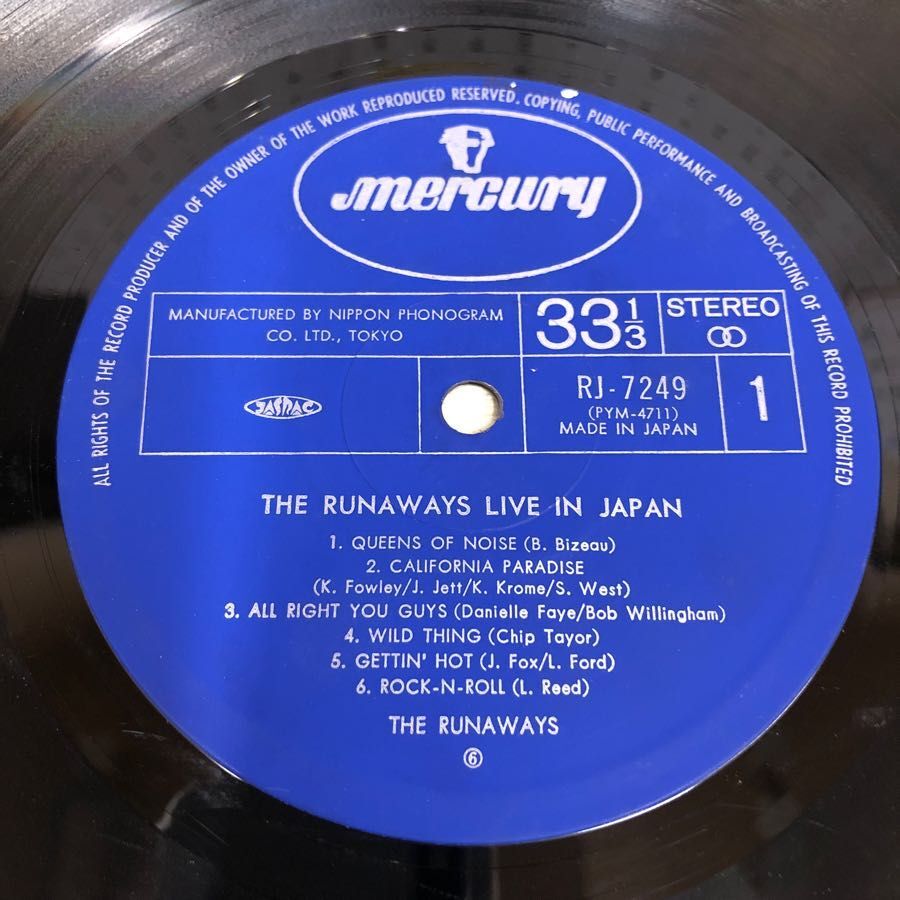 ALL RIGHTS OF THE RECORD PRODUCER AND OF THE OWNER OF THE WORK REPRODUCED RESERVED. COPYING, PUBLIC PERFORMANCE AND BROADCASTING OF THIS RECORD PROHIBITED
mercury
MANUFACTURED BY NIPPON PHONOGRAM
CO. LTD., TOKYO
33 1/3
STEREO
JASRAC
RJ-7249
(PYM-4711)
MADE IN JAPAN
1
THE RUNAWAYS LIVE IN JAPAN
1. QUEENS OF NOISE (B. Bizeau)
2. CALIFORNIA PARADISE
(K. Fowley/J. Jett/K. Krome/S. West)
3. ALL RIGHT YOU GUYS (Danielle Faye/Bob Willingham)
4. WILD THING (Chip Tayor)
5. GETTIN' HOT (J. Fox/L. Ford)
6. ROCK-N-ROLL (L. Reed)
THE RUNAWAYS
⑥